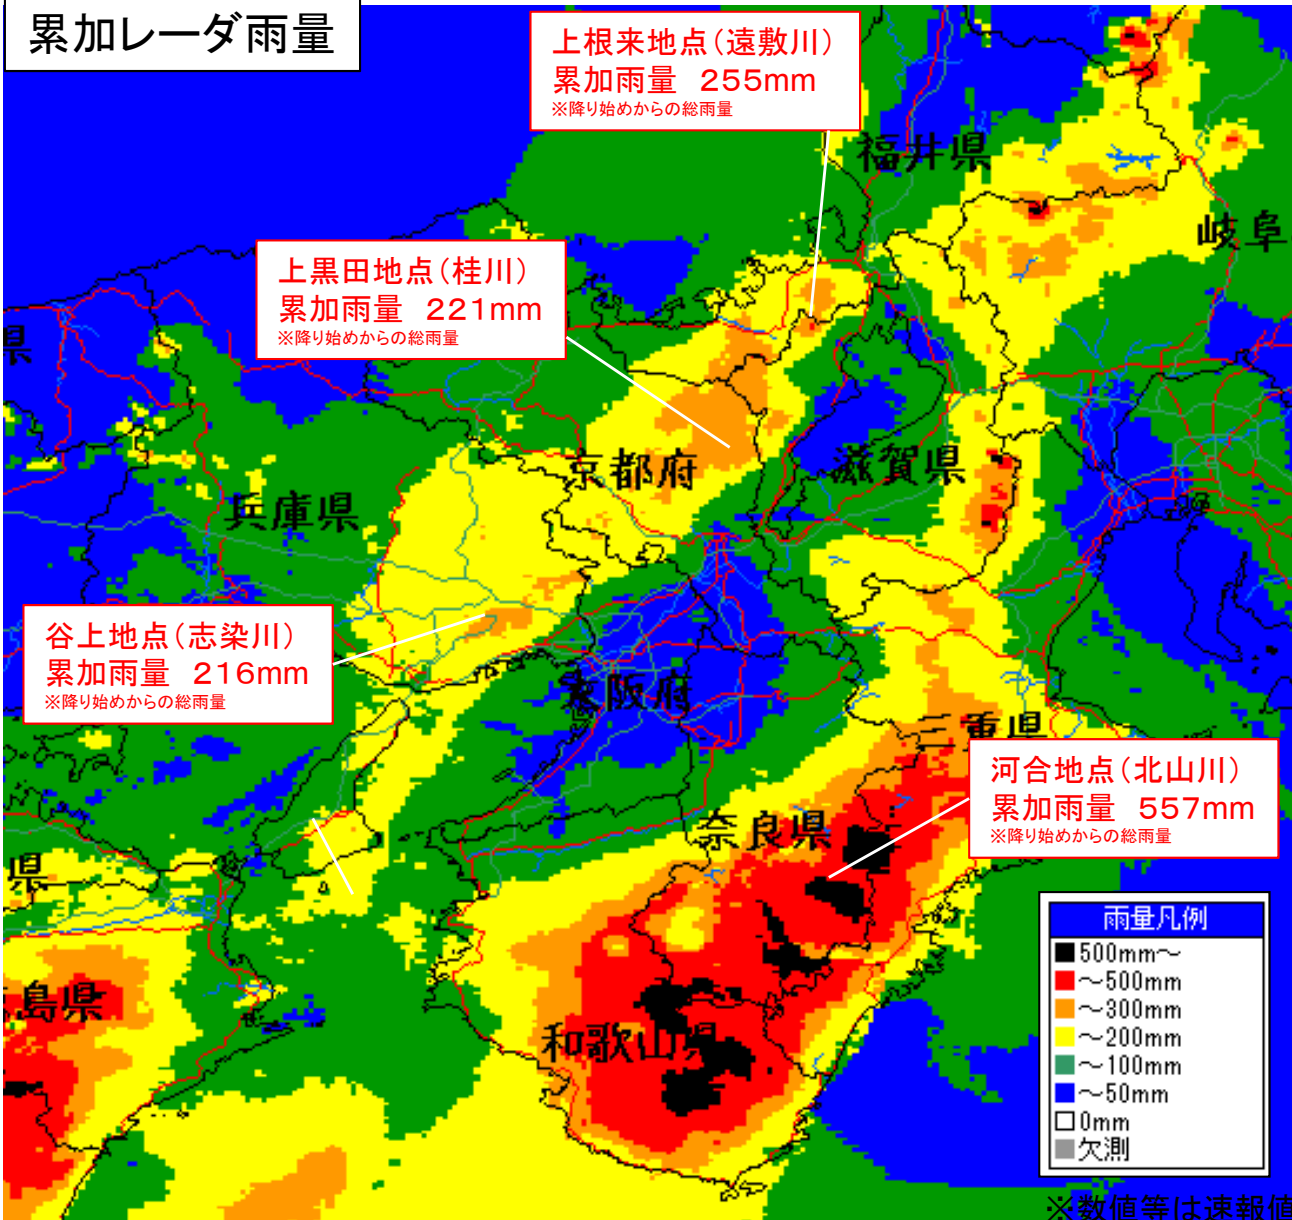 累加レーダ雨量
上根来地点（遠敷川）
累加雨量　255mm
※降り始めからの総雨量
福井県
岐阜
上黒田地点（桂川）
累加雨量　221mm
※降り始めからの総雨量
県
京都府
滋賀県
兵庫県
谷上地点（志染川）
累加雨量　216mm
※降り始めからの総雨量
大阪府
三重県
河合地点（北山川）
累加雨量　557mm
※降り始めからの総雨量
奈良県
県
島県
和歌山県
雨量凡例
500mm～
～500mm
～300mm
～200mm
～100mm
～50mm
0mm
欠測
※数値等は速報値